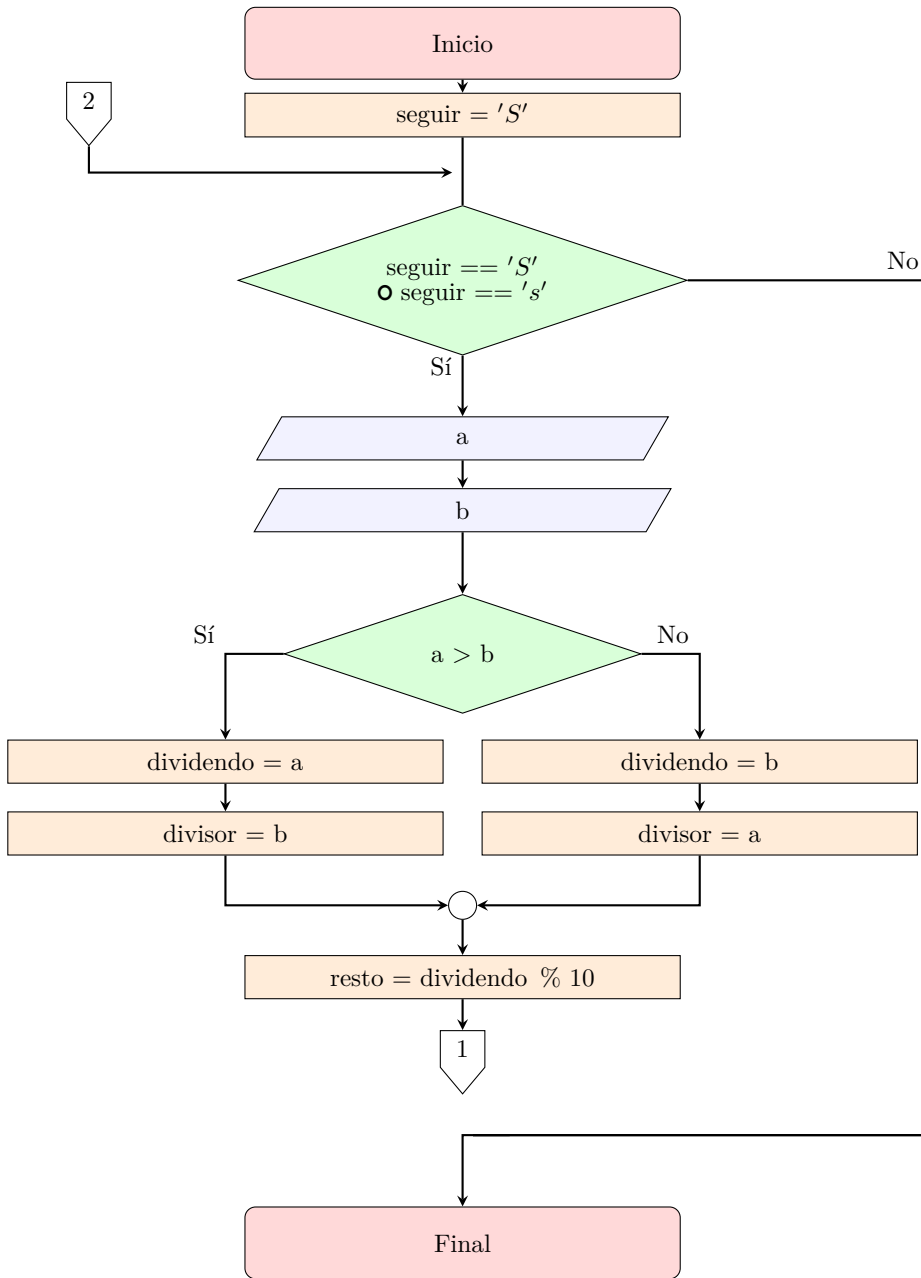 Inicio
2
seguir = 'S'
seguir == 'S'
O seguir == 's'
No
Sí
a
b
Sí
a > b
No
dividendo = a
dividendo = b
divisor = b
divisor = a
resto = dividendo % 10
1
Final